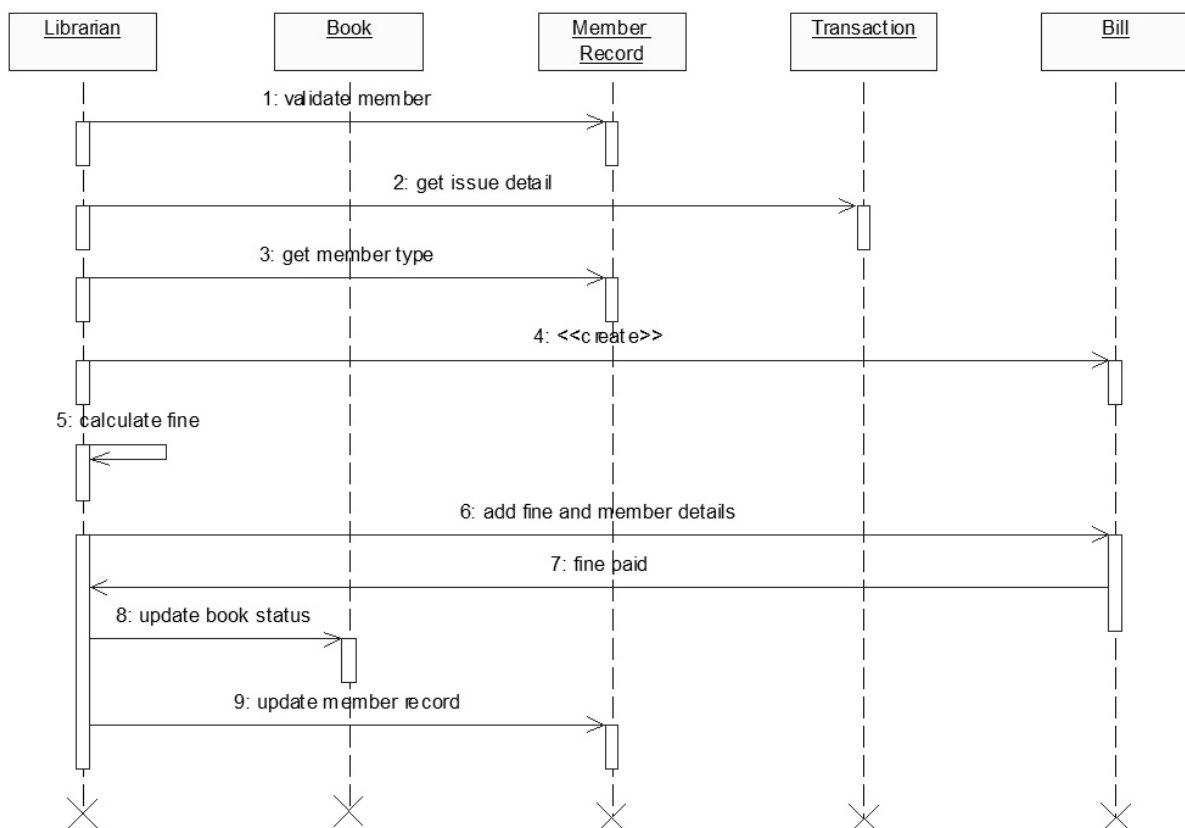 Librarian
Book
Member
Record
Transaction
Bill
1: validate member
2: get issue detail
3: get member type
4: <<create>>
5: calculate fine
6: add fine and member details
7: fine paid
8: update book status
9: update member record